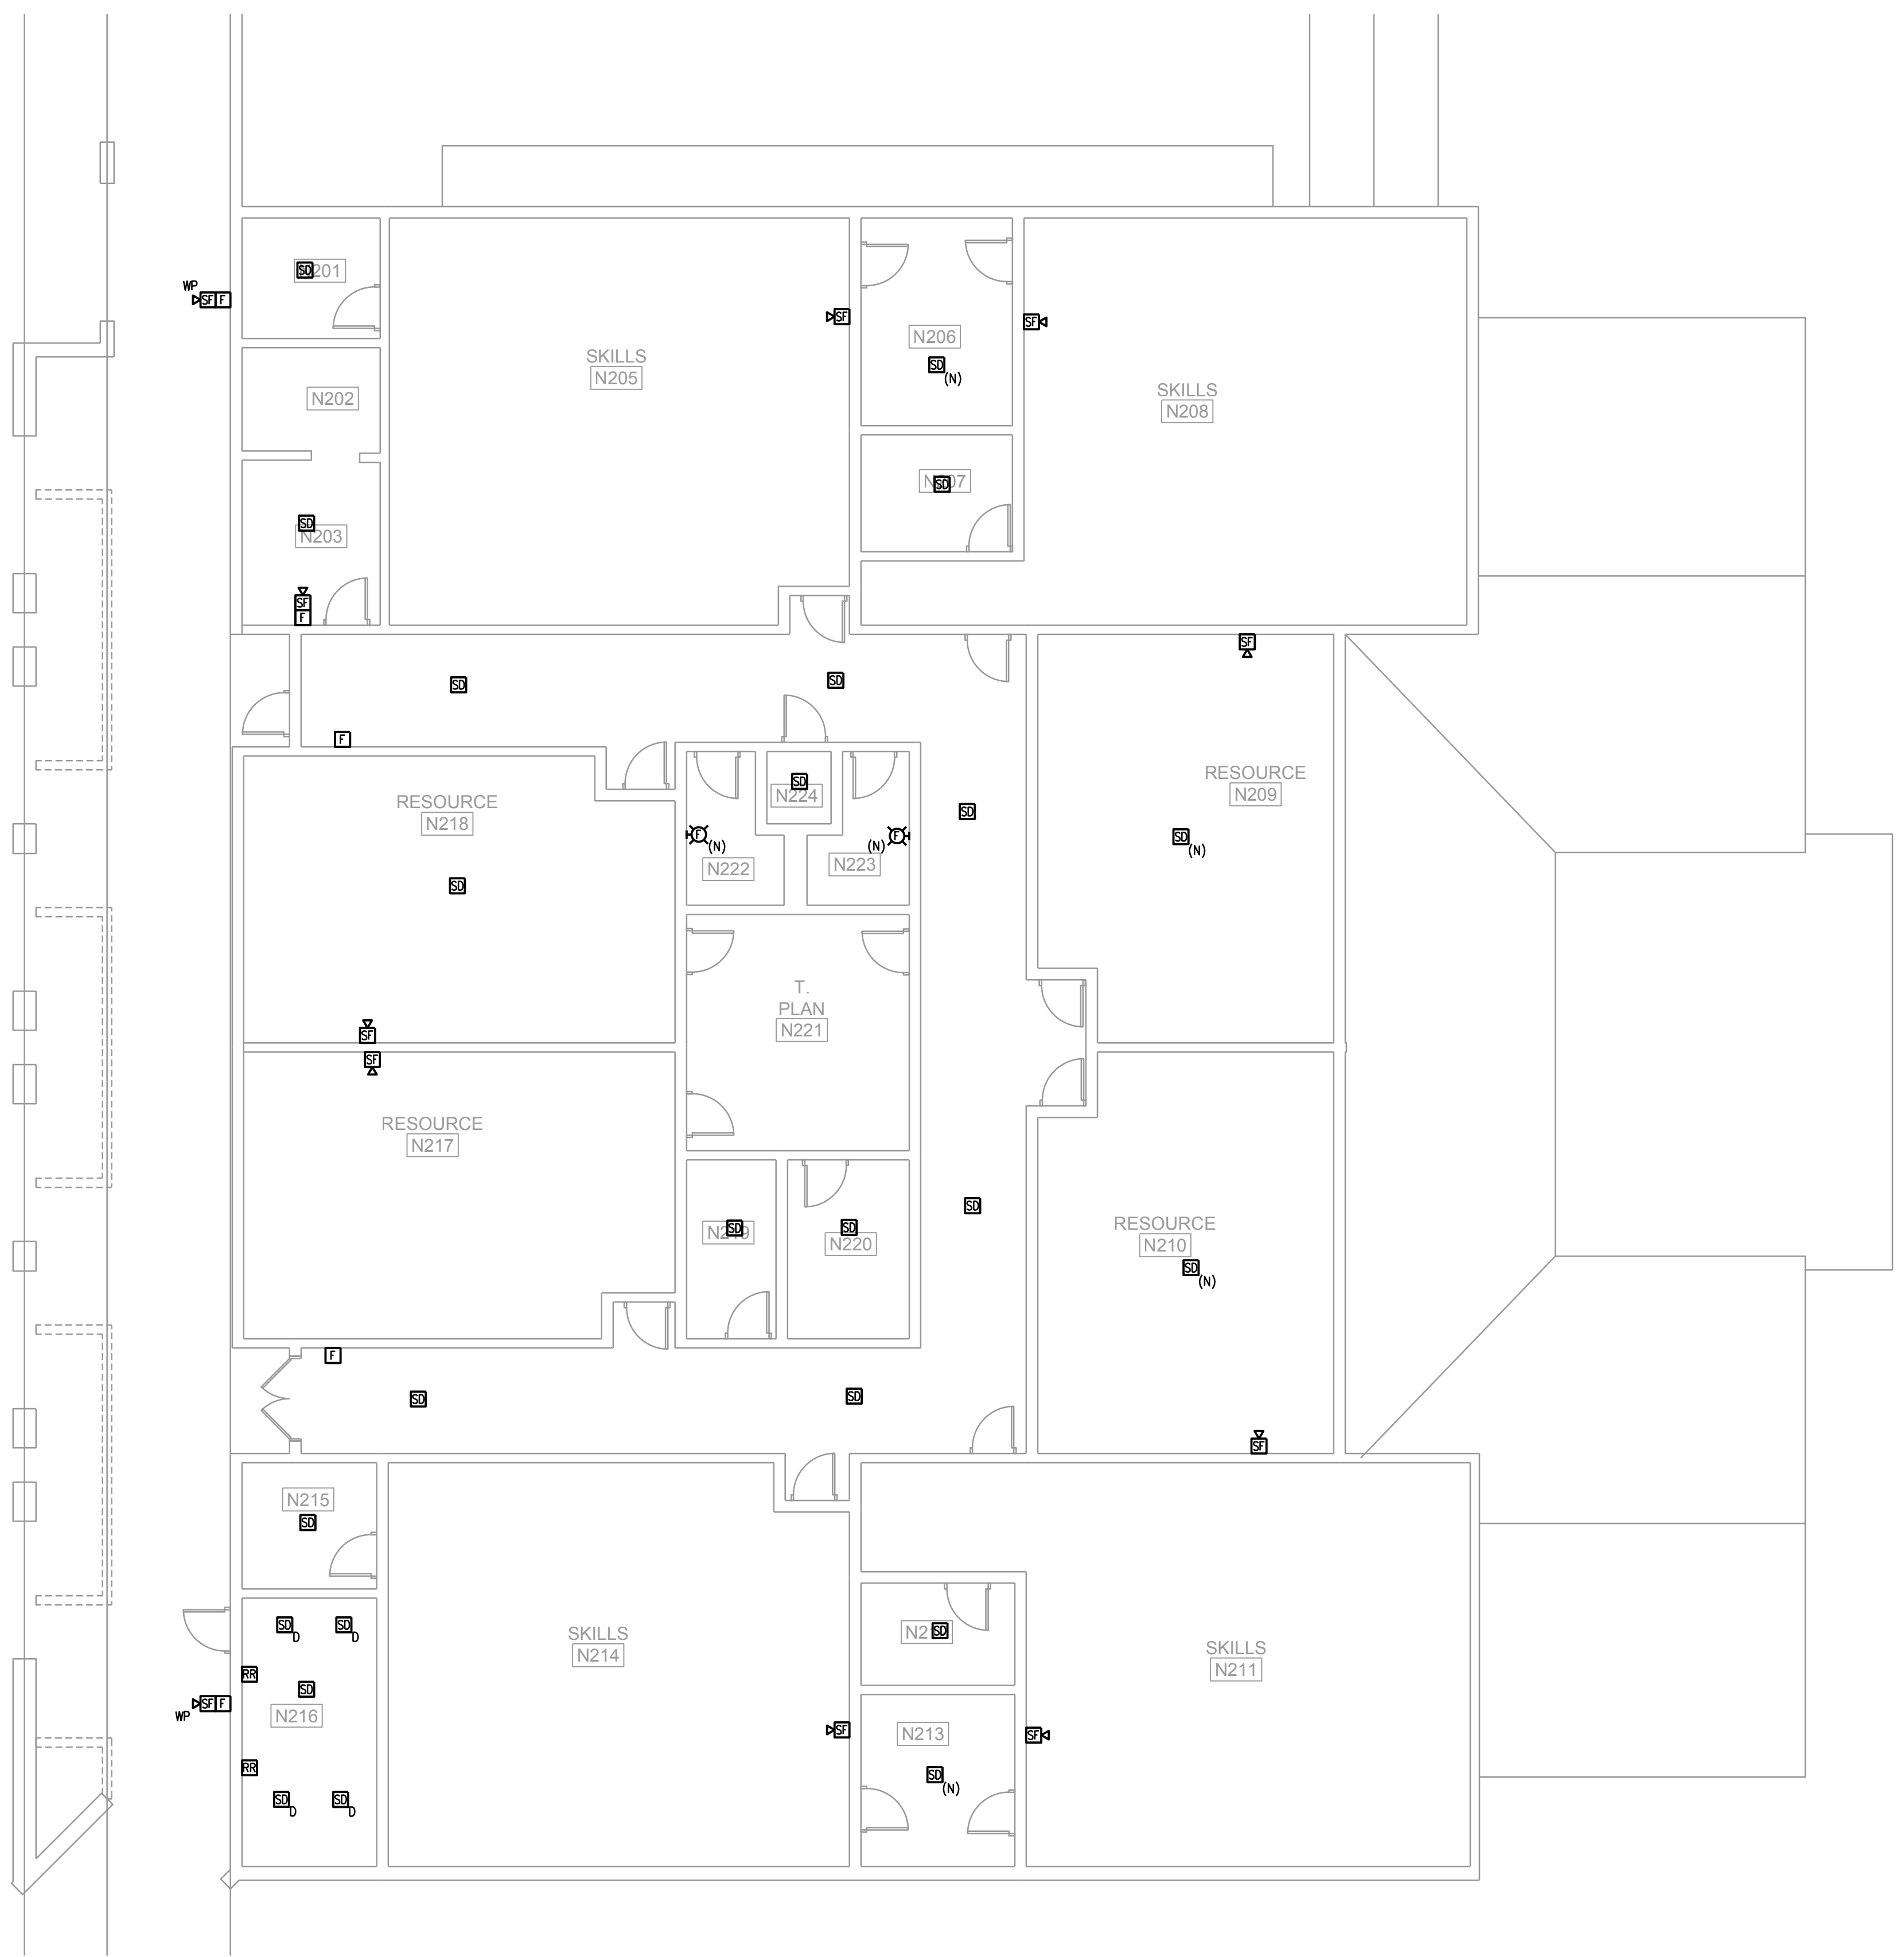 SD
N201
WP
SF F
SF
SF
N206
SD
(N)
SKILLS
N205
SKILLS
N208
N202
SD
N207
SD
N203
SF
F
SF
SD
SD
F
RESOURCE
N209
SD
N224
RESOURCE
N218
SD
F
(N)
F
(N)
SD
(N)
N222
N223
SD
T.
PLAN
N221
SF
SF
RESOURCE
N217
SD
RESOURCE
N210
SD
N219
SD
N220
SD
(N)
F
SD
SD
SF
N215
SD
SD
D
SD
D
SKILLS
N214
N2
SD
SKILLS
N211
RR
SD
N216
SF F
WP
SF
N213
SF
RR
SD
(N)
SD
D
SD
D